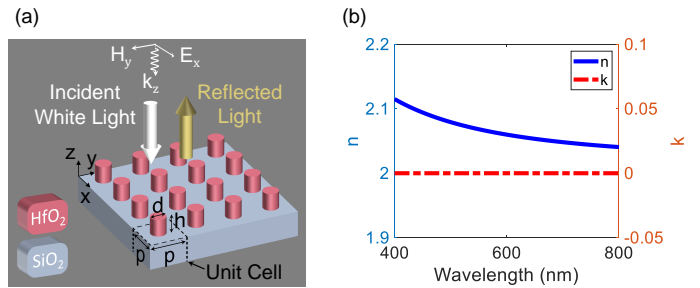 (a)
H_y
E_x
k_z
Incident
White Light
Reflected
Light
z
y
x
d
h
p
p
HfO₂
SiO₂
Unit Cell
(b)
2.2
2.1
2
1.9
n
0.1
0.05
0
-0.05
k
n
k
400
600
800
Wavelength (nm)